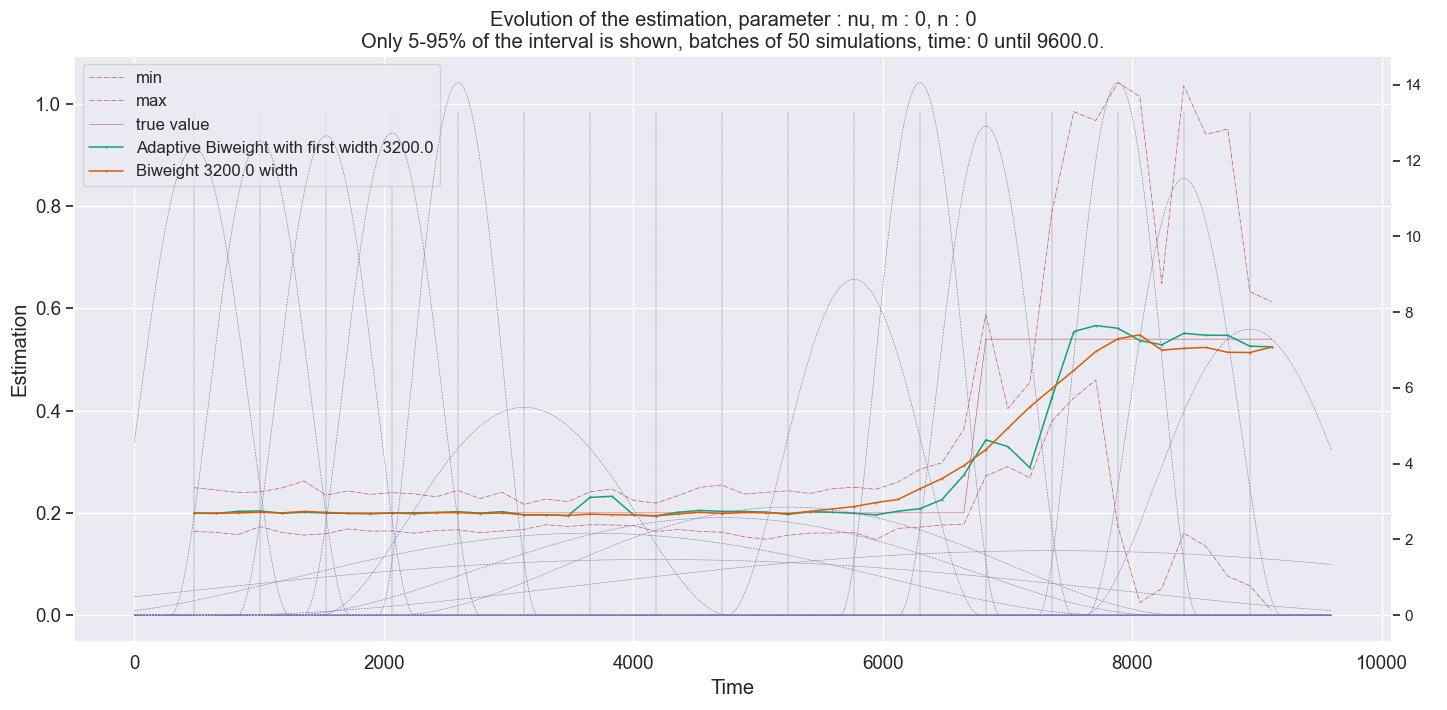 Evolution of the estimation, parameter : nu, m : 0, n : 0
Only 5-95% of the interval is shown, batches of 50 simulations, time: 0 until 9600.0.
min
max
true value
Adaptive Biweight with first width 3200.0
Biweight 3200.0 width
Estimation
1.0
0.8
0.6
0.4
0.2
0.0
14
12
10
8
6
4
2
0
0
2000
4000
6000
8000
10000
Time